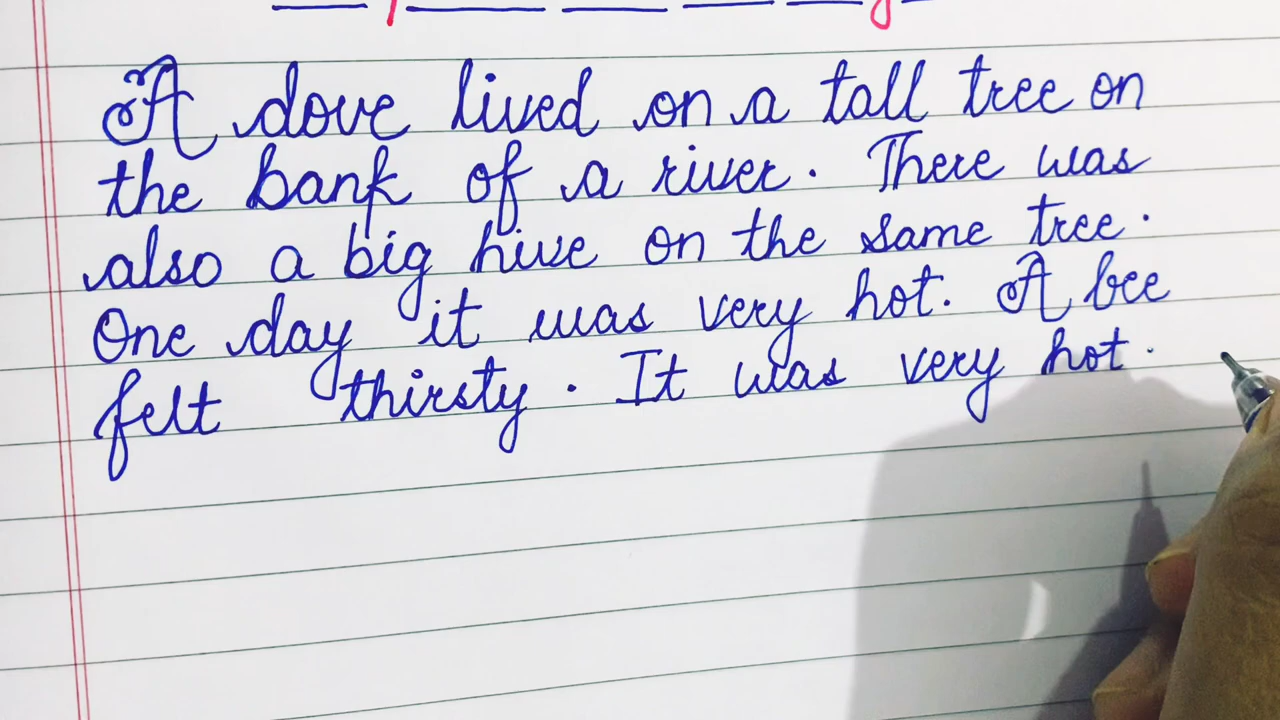 A dove lived on a tall tree on
the bank of a river. There was
also a big hive on the same tree.
One day it was very hot. A bee
felt thirsty. It was very hot.